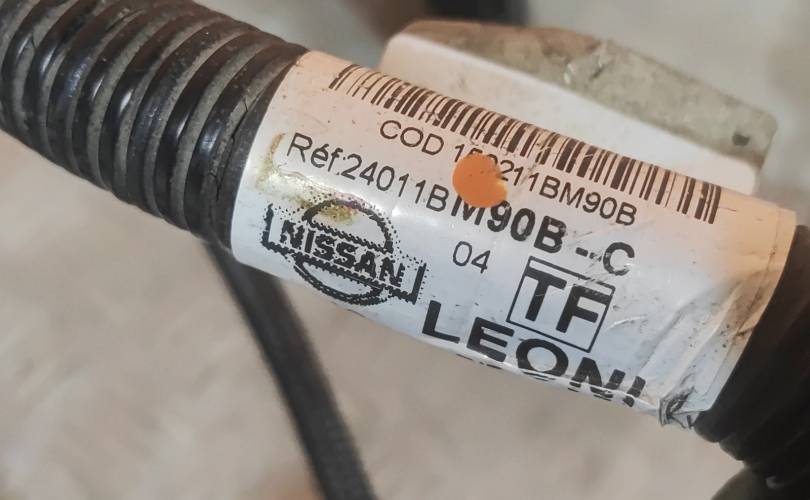 COD 1 211BM90B
Réf:24011BM90B--C
NISSAN
04
TF
LEONI